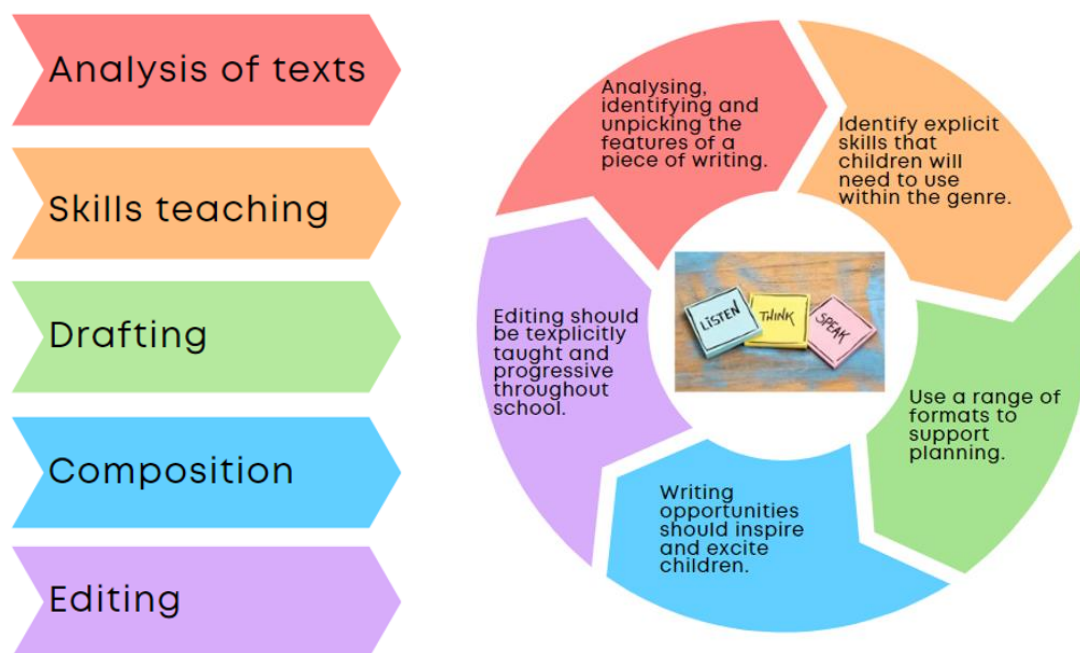 Analysis of texts
Skills teaching
Drafting
Composition
Editing
Analysing,
identifying and
unpicking the
features of a
piece of writing.
Identify explicit
skills that
children will
need to use
within the genre.
Use a range of
formats to
support
planning.
Writing
opportunities
should inspire
and excite
children.
Editing should
be texplicitly
taught and
progressive
throughout
school.
LISTEN
THINK
SPEAK